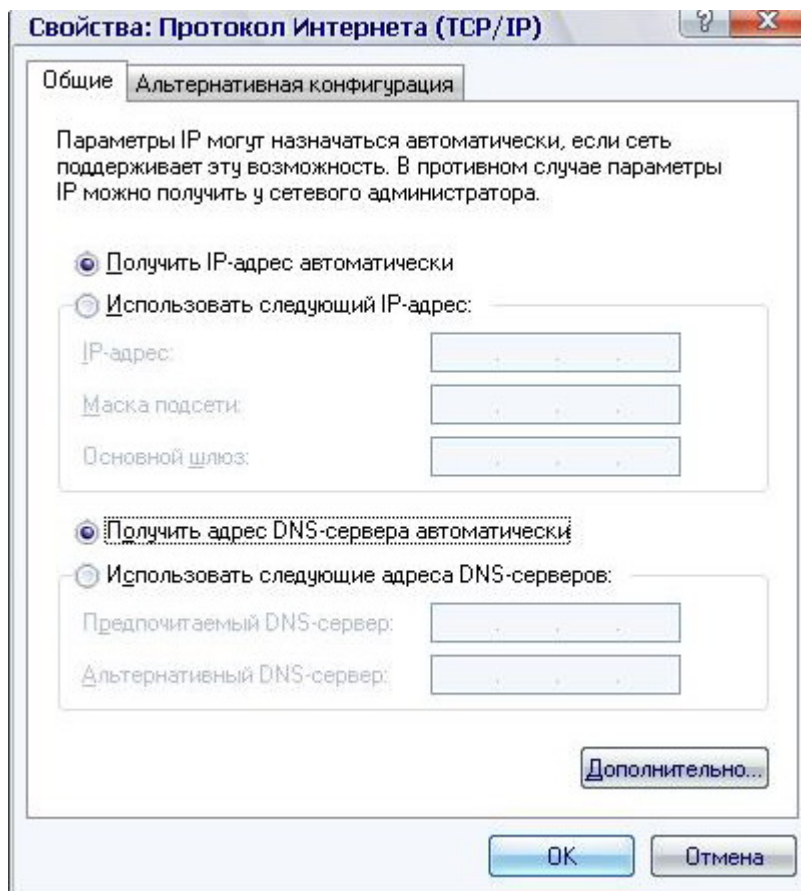 Свойства: Протокол Интернета (TCP/IP)
Общие
Альтернативная конфигурация
Параметры IP могут назначаться автоматически, если сеть
поддерживает эту возможность. В противном случае параметры
IP можно получить у сетевого администратора.
Получить IP-адрес автоматически
Использовать следующий IP-адрес:
IP-адрес:
Маска подсети:
Основной шлюз:
Получить адрес DNS-сервера автоматически
Использовать следующие адреса DNS-серверов:
Предпочитаемый DNS-сервер:
Альтернативный DNS-сервер:
Дополнительно...
OK
Отмена